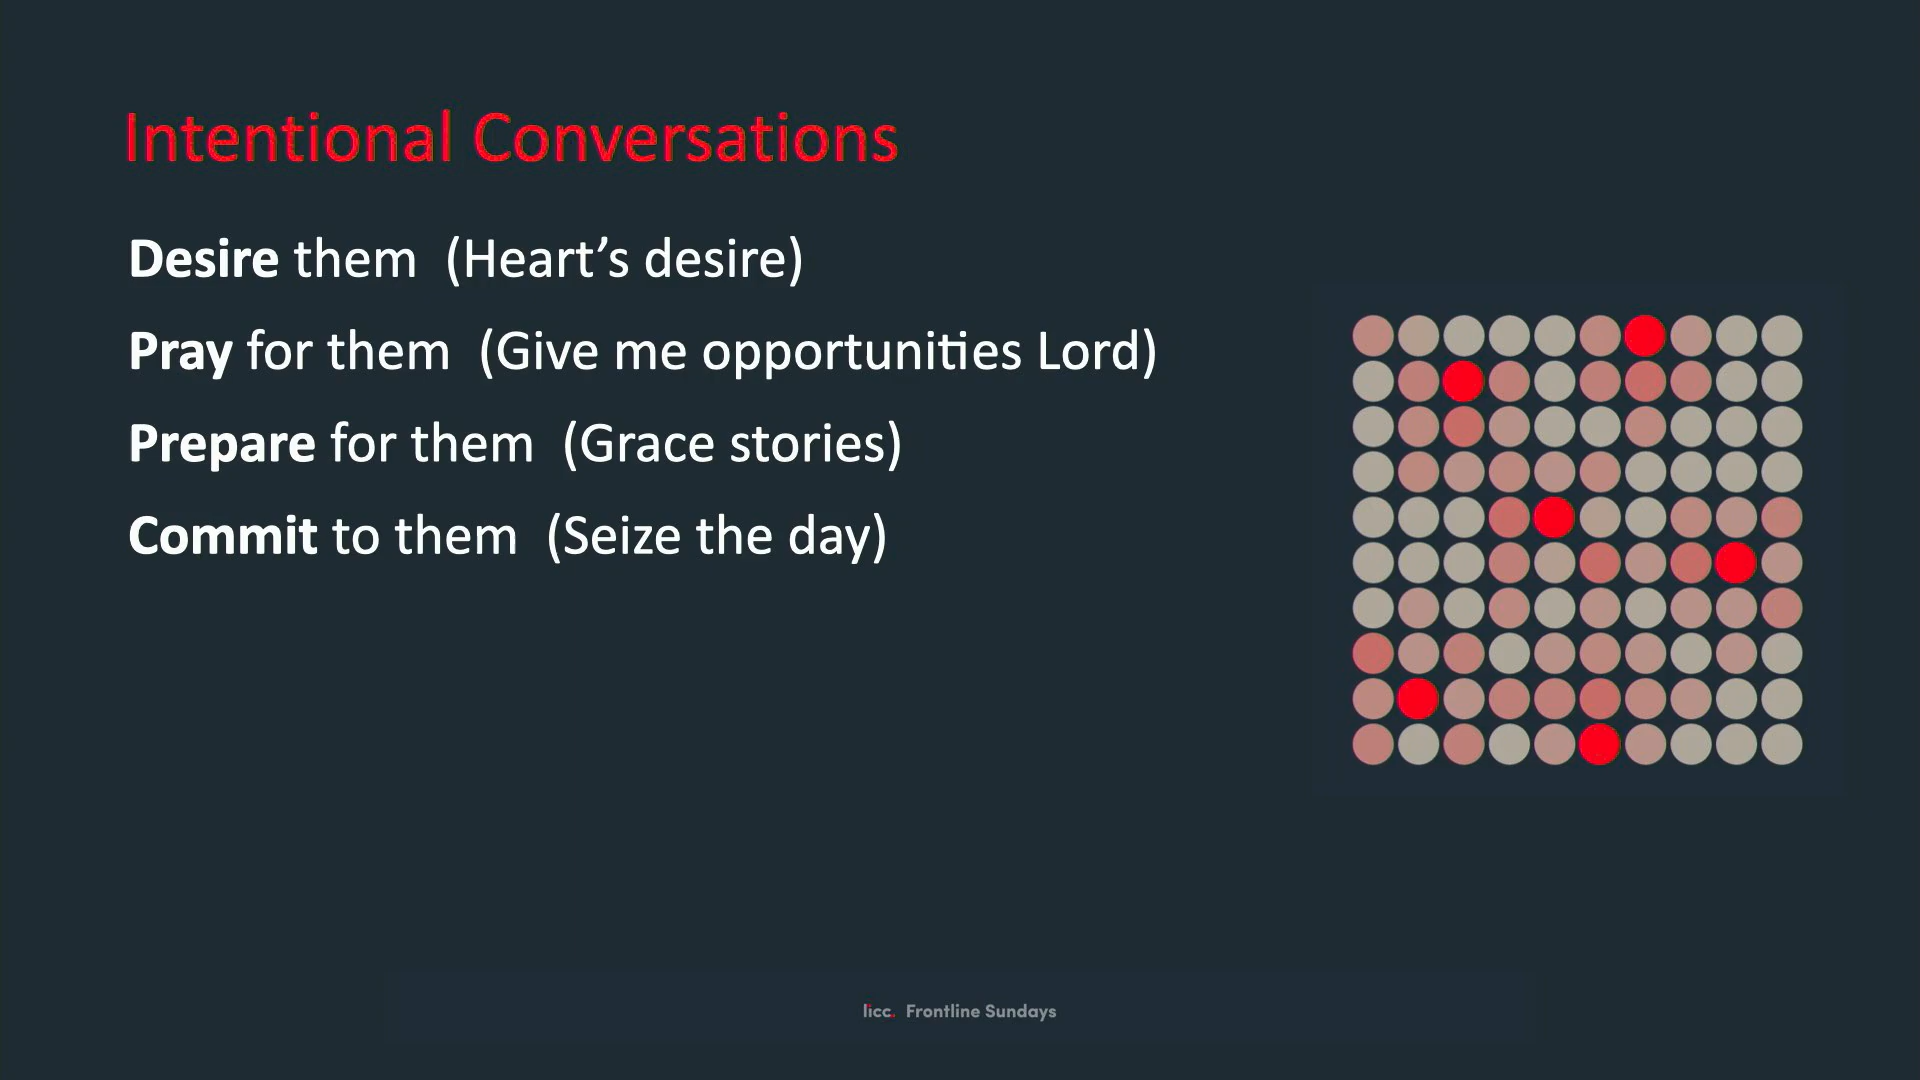 Intentional Conversations
Desire them (Heart’s desire)
Pray for them (Give me opportunities Lord)
Prepare for them (Grace stories)
Commit to them (Seize the day)
licc. Frontline Sundays